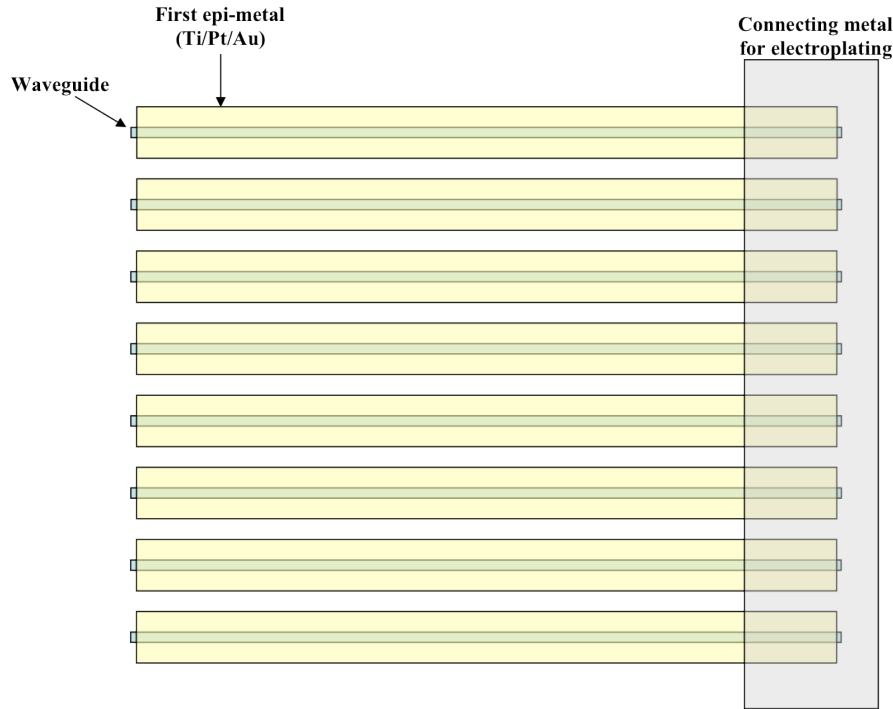 First epi-metal
(Ti/Pt/Au)
Connecting metal
for electroplating
Waveguide